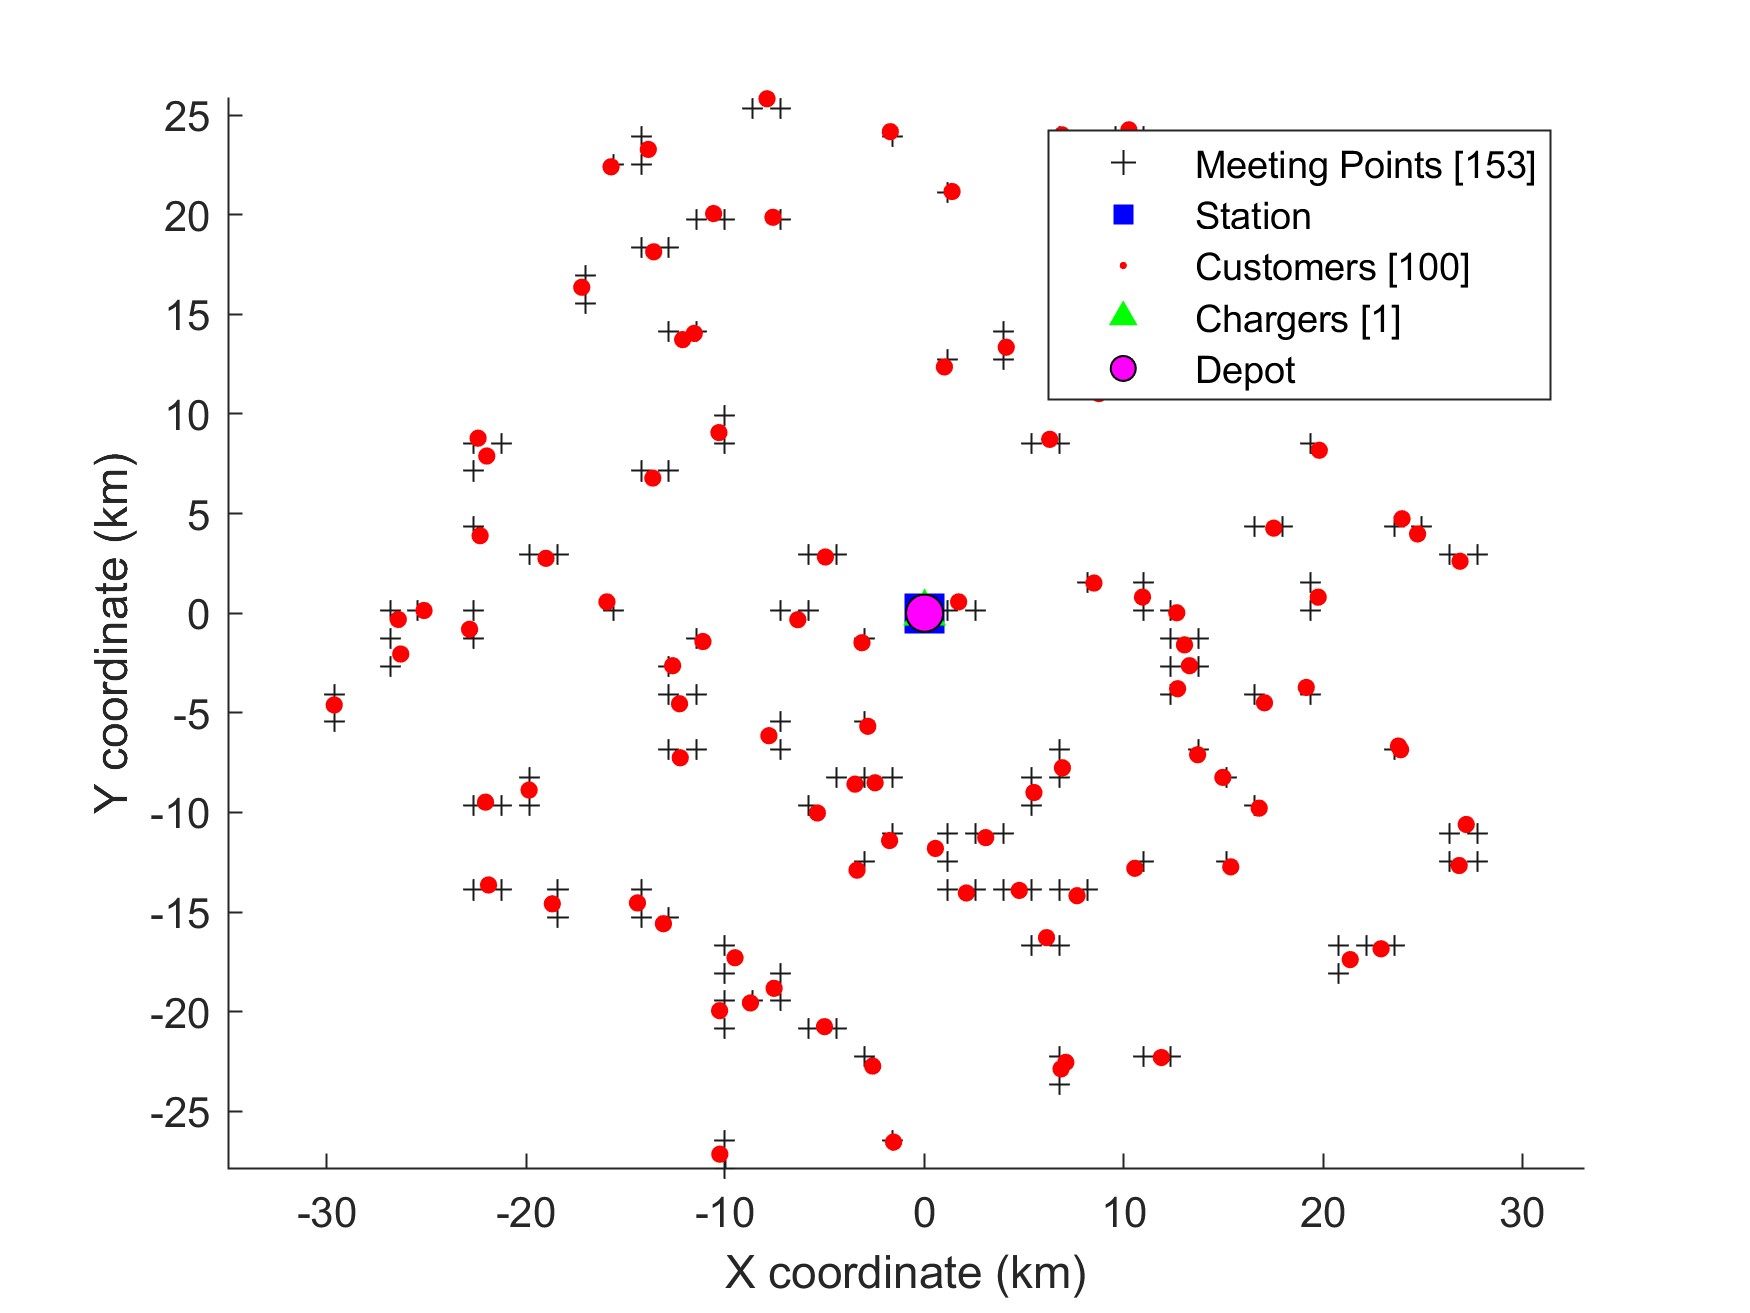 25
20
15
10
5
0
-5
-10
-15
-20
-25
Y coordinate (km)
Meeting Points [153]
Station
Customers [100]
Chargers [1]
Depot
-30 -20 -10 0 10 20 30
X coordinate (km)